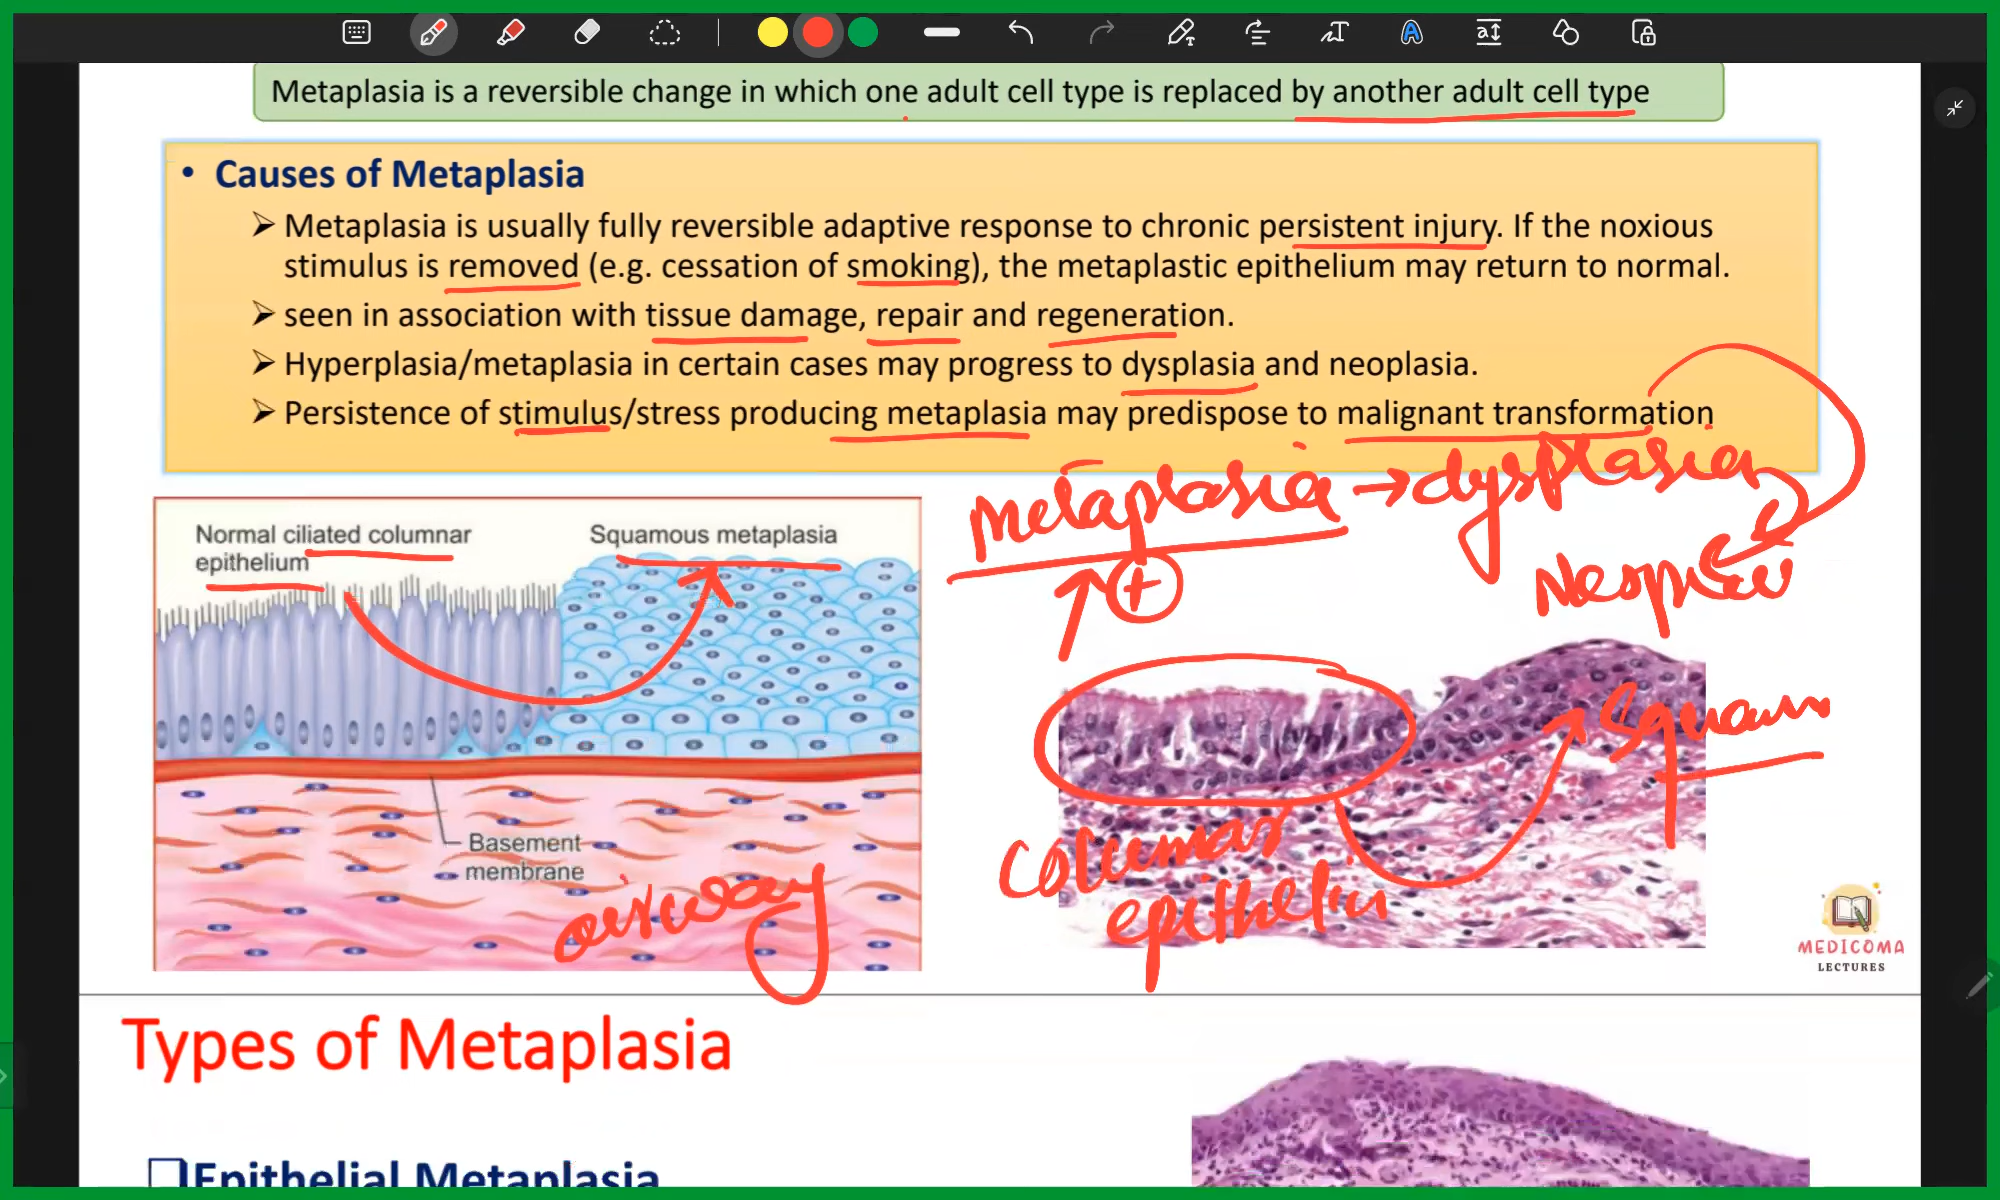 Metaplasia is a reversible change in which one adult cell type is replaced by another adult cell type
• Causes of Metaplasia
➢ Metaplasia is usually fully reversible adaptive response to chronic persistent injury. If the noxious
stimulus is removed (e.g. cessation of smoking), the metaplastic epithelium may return to normal.
➢ seen in association with tissue damage, repair and regeneration.
➢ Hyperplasia/metaplasia in certain cases may progress to dysplasia and neoplasia.
➢ Persistence of stimulus/stress producing metaplasia may predispose to malignant transformation
Metaplasia → dysplasia
+
Normal ciliated columnar
epithelium
Squamous metaplasia
Basement
membrane
airway
columnar
MEDICOMA
LECTURES
Types of Metaplasia
❑Epithelial Metaplasia